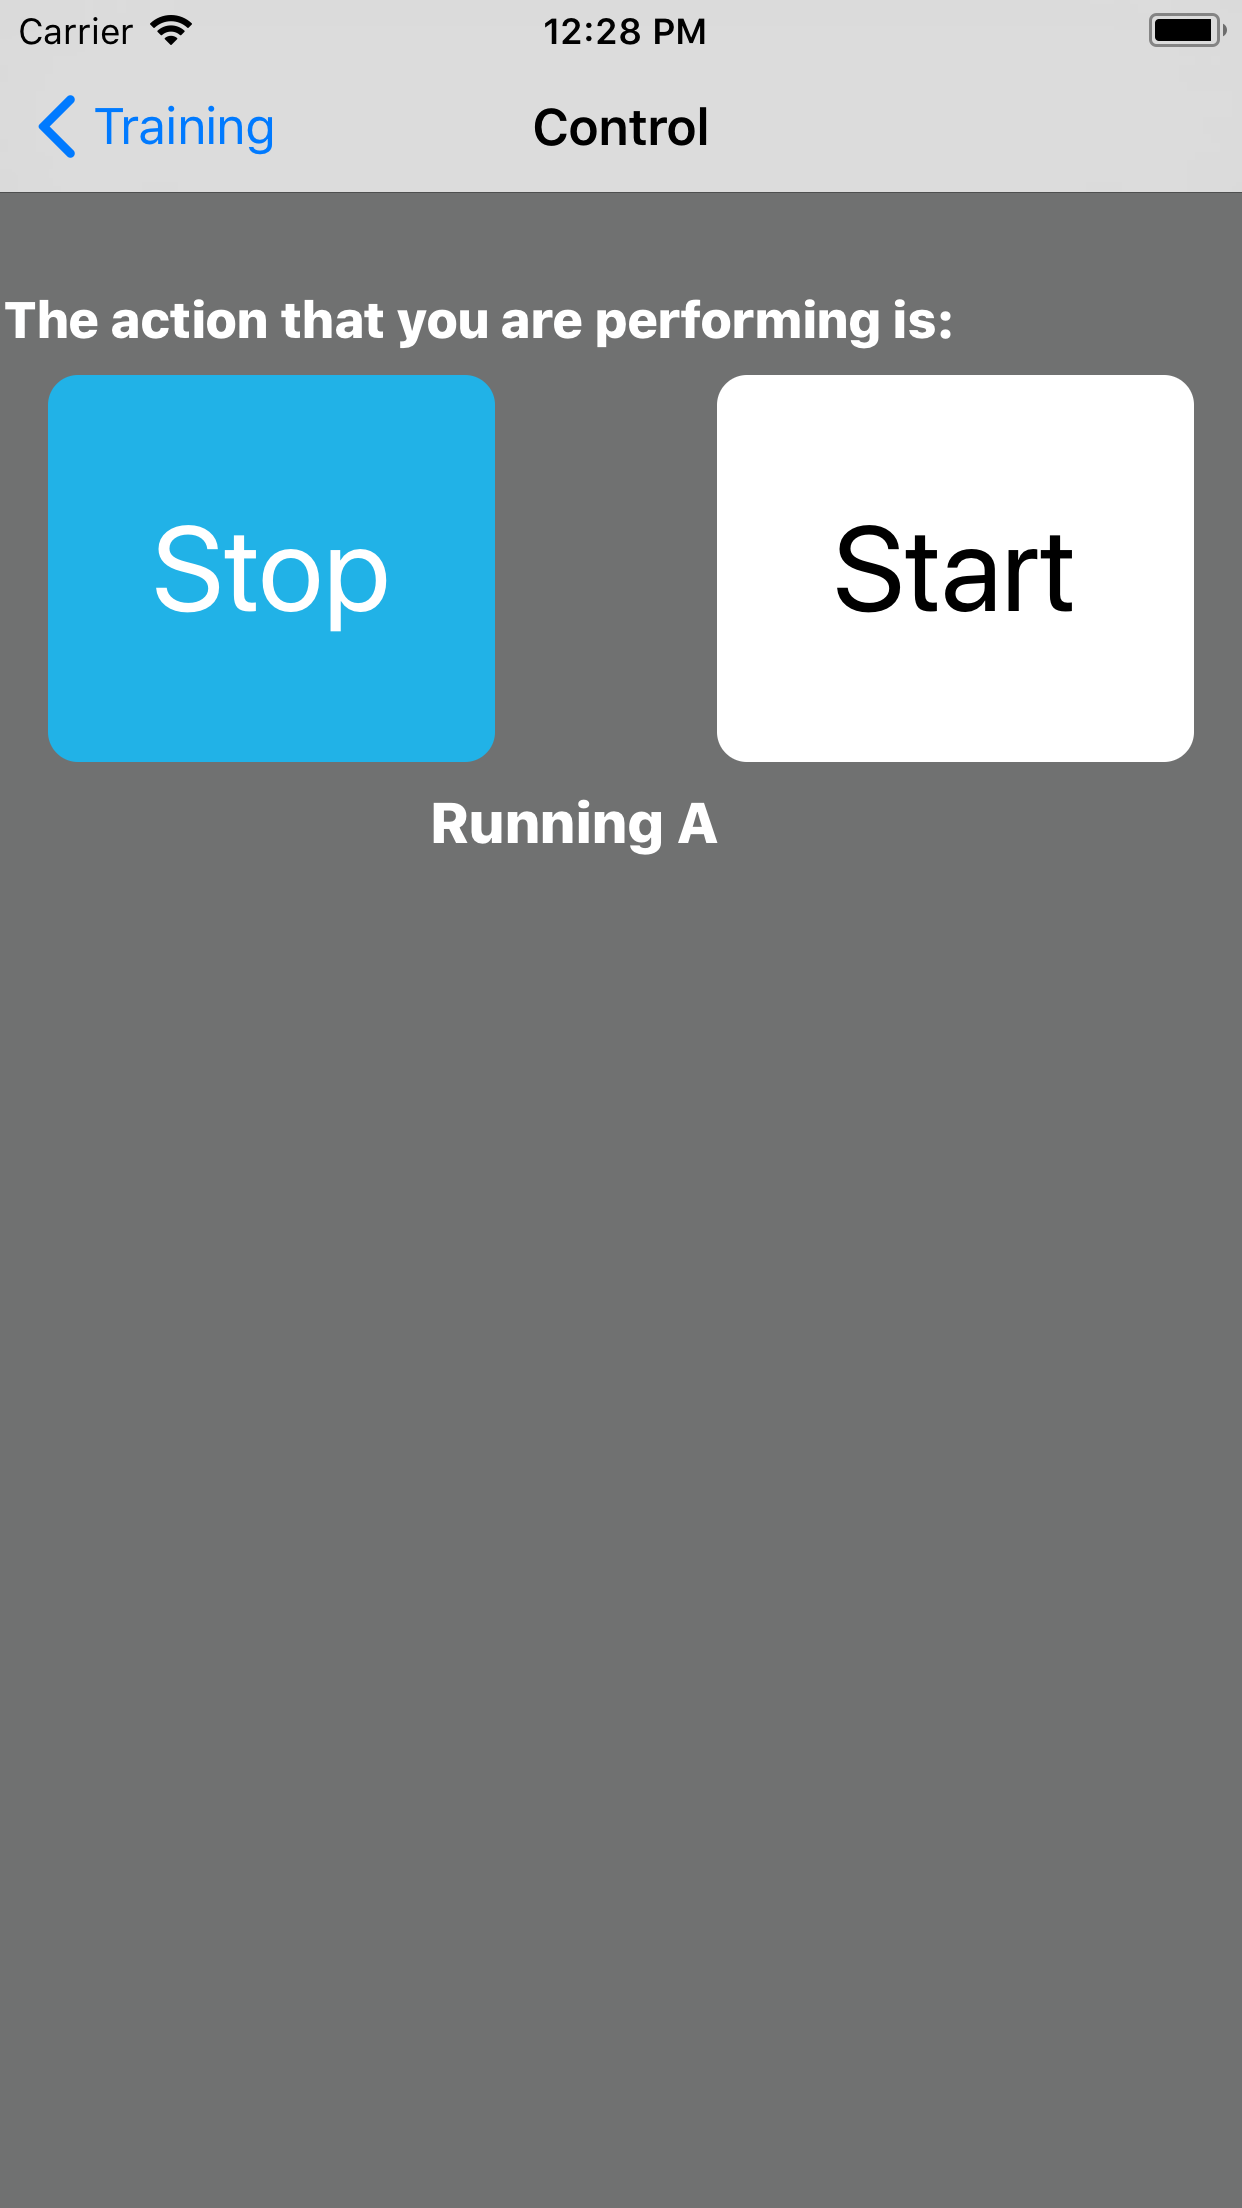 Carrier 12:28 PM
Training Control
The action that you are performing is:
Stop Start
Running A